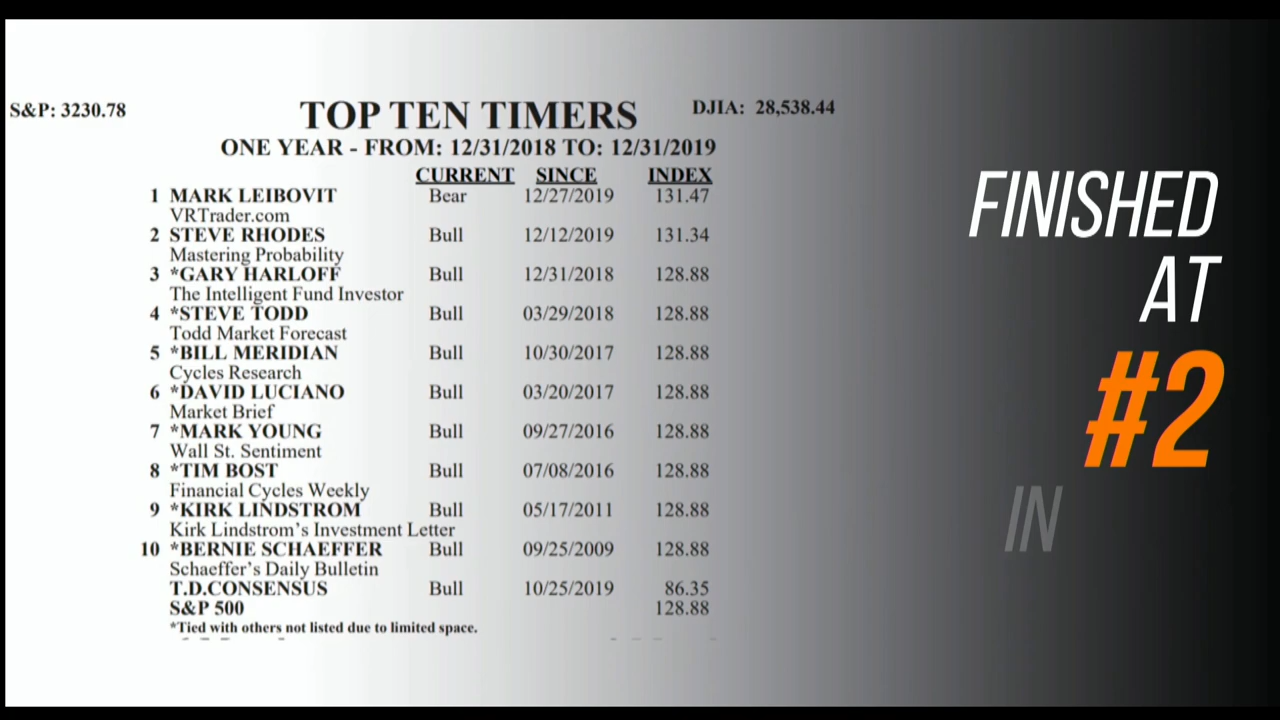 S&P: 3230.78
TOP TEN TIMERS
DJIA: 28,538.44
ONE YEAR - FROM: 12/31/2018 TO: 12/31/2019
CURRENT SINCE INDEX
1 MARK LEIBOVIT Bear 12/27/2019 131.47
VRTrader.com
2 STEVE RHODES Bull 12/12/2019 131.34
Mastering Probability
3 *GARY HARLOFF Bull 12/31/2018 128.88
The Intelligent Fund Investor
4 *STEVE TODD Bull 03/29/2018 128.88
Todd Market Forecast
5 *BILL MERIDIAN Bull 10/30/2017 128.88
Cycles Research
6 *DAVID LUCIANO Bull 03/20/2017 128.88
Market Brief
7 *MARK YOUNG Bull 09/27/2016 128.88
Wall St. Sentiment
8 *TIM BOST Bull 07/08/2016 128.88
Financial Cycles Weekly
9 *KIRK LINDSTROM Bull 05/17/2011 128.88
Kirk Lindstrom's Investment Letter
10 *BERNIE SCHAEFFER Bull 09/25/2009 128.88
Schaeffer's Daily Bulletin
T.D.CONSENSUS Bull 10/25/2019 86.35
S&P 500 128.88
*Tied with others not listed due to limited space.
FINISHED
AT
#2
IN